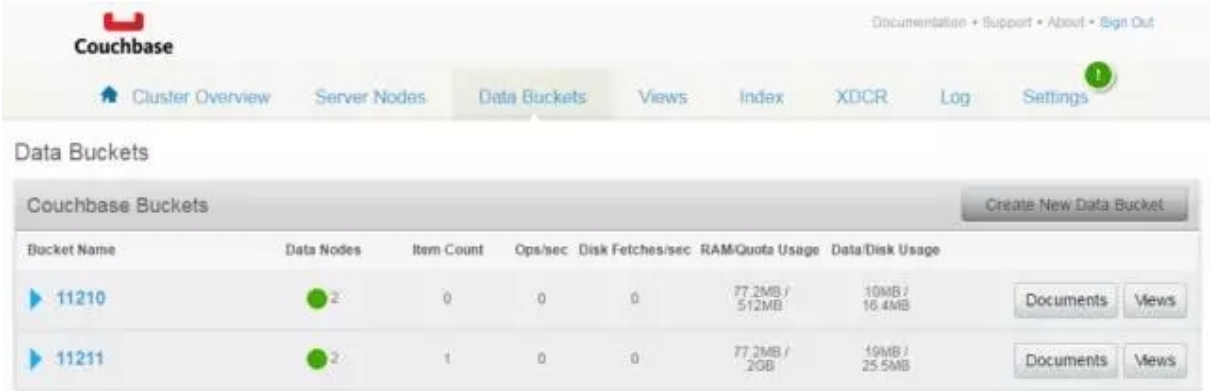 Couchbase
Documentation • Support • About • Sign Out
Cluster Overview Server Nodes Data Buckets Views Index XDCR Log Settings
!
Data Buckets
Couchbase Buckets Create New Data Bucket
Bucket Name Data Nodes Item Count Ops/sec Disk Fetches/sec RAM/Quota Usage Data/Disk Usage
11210 2 0 0 0 77.2MB / 512MB 10MB / 16.4MB Documents Views
11211 2 1 0 0 77.2MB / 2GB 19MB / 25.5MB Documents Views